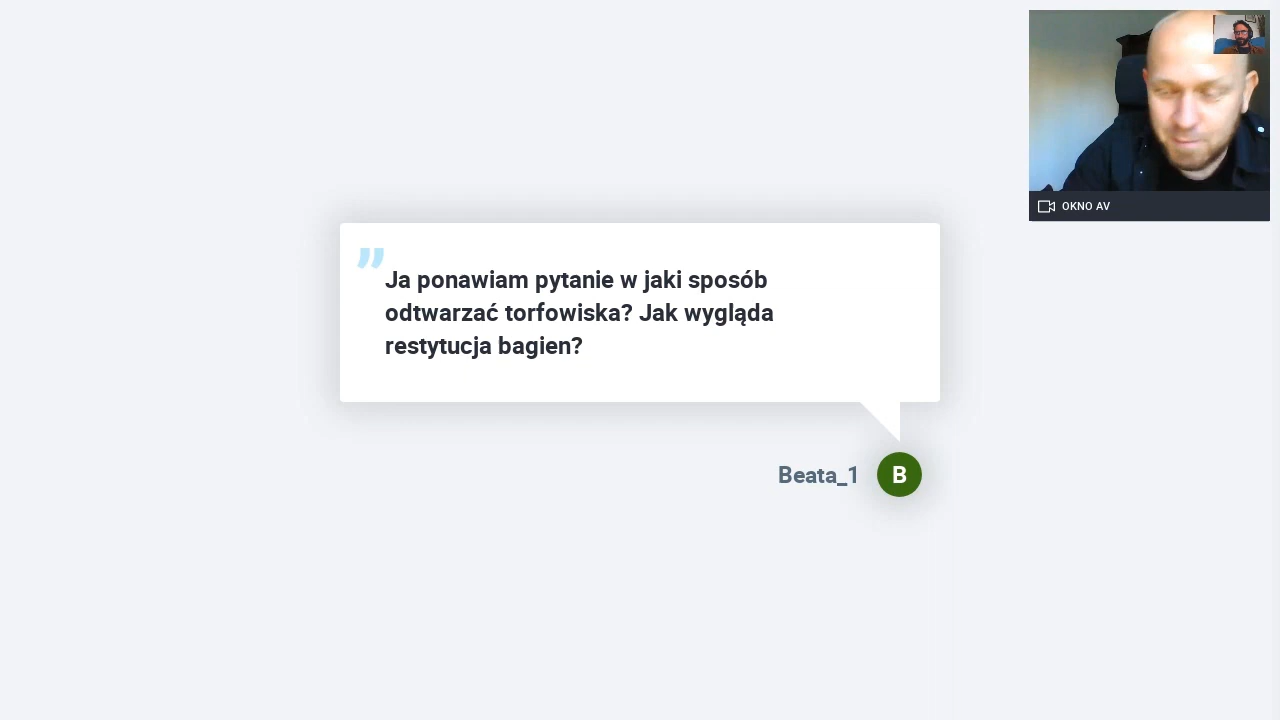 OKNO AV
Ja ponawiam pytanie w jaki sposób
odtwarzać torfowiska? Jak wygląda
restytucja bagien?
Beata_1
B